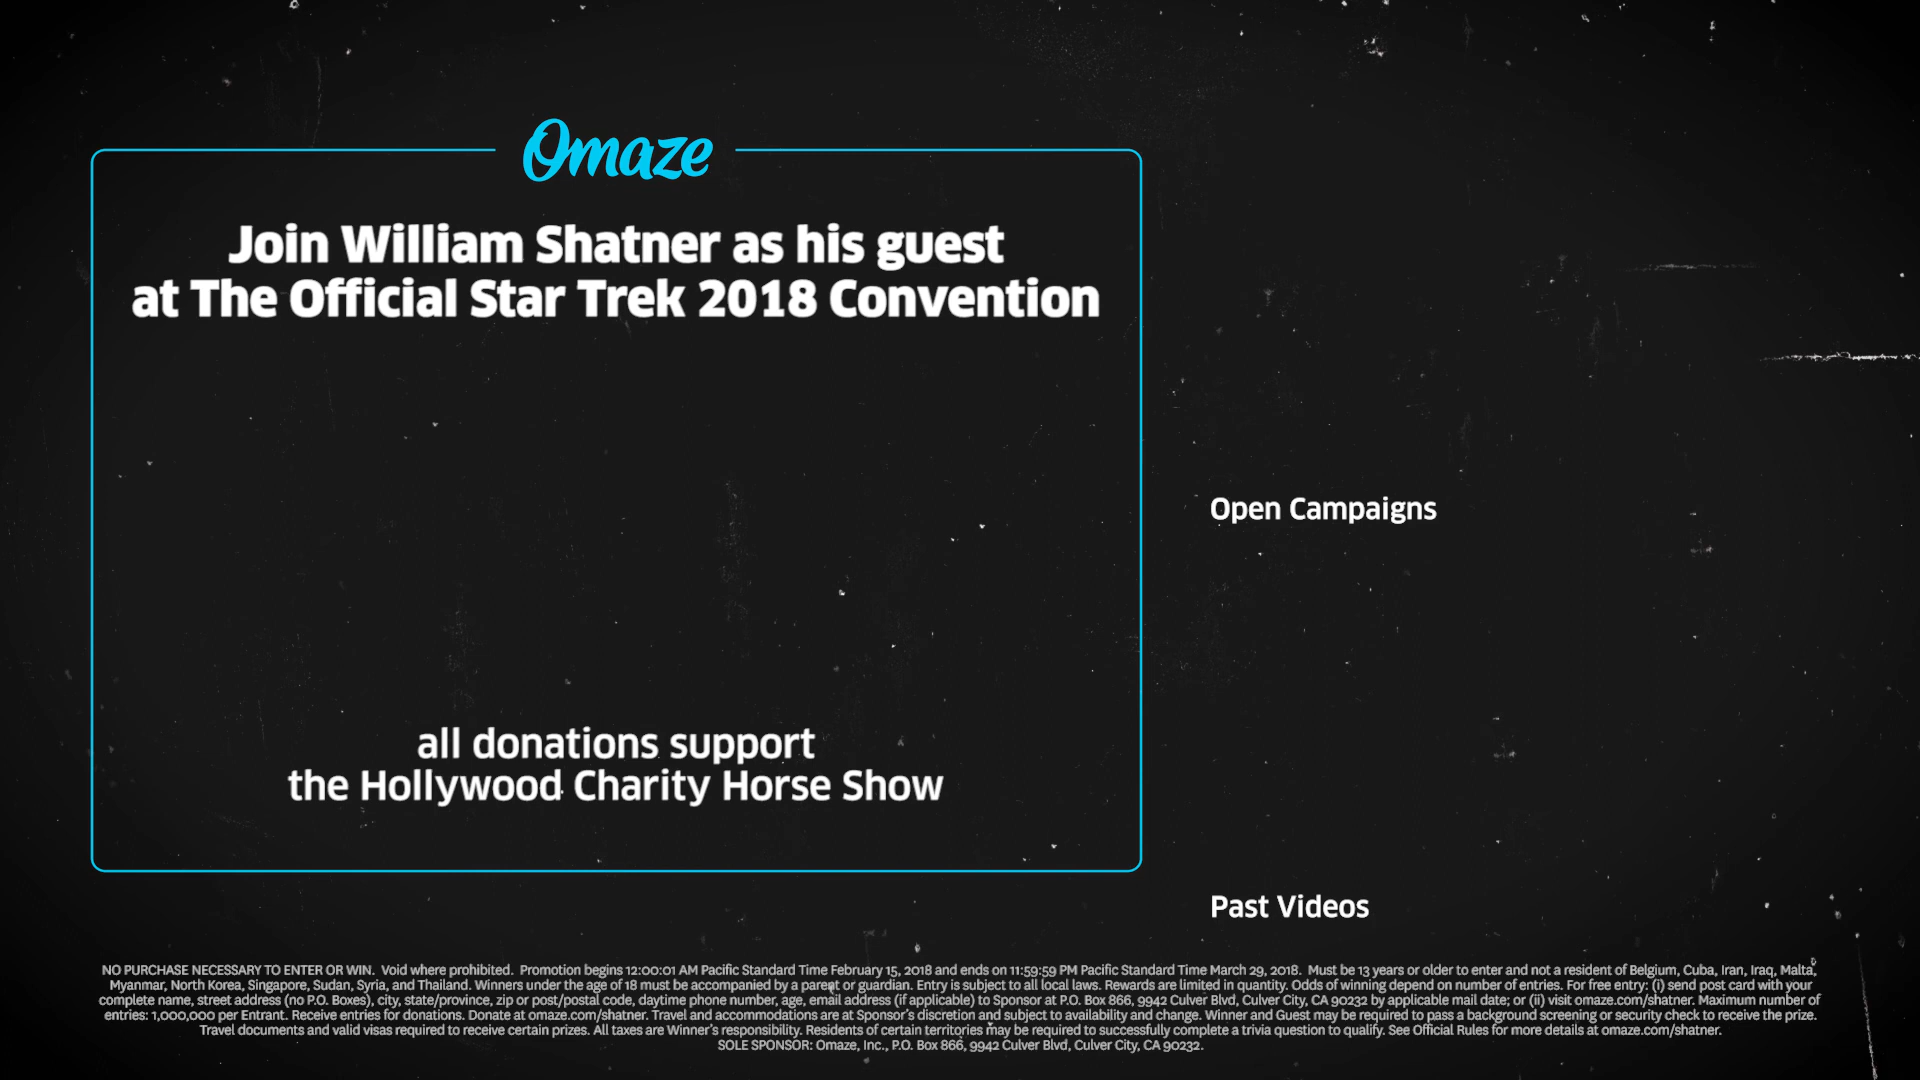 Omaze
Join William Shatner as his guest
at The Official Star Trek 2018 Convention
all donations support
the Hollywood Charity Horse Show
Open Campaigns
Past Videos
NO PURCHASE NECESSARY TO ENTER OR WIN. Void where prohibited. Promotion begins 12:00:01 AM Pacific Standard Time February 15, 2018 and ends on 11:59:59 PM Pacific Standard Time March 29, 2018. Must be 13 years or older to enter and not a resident of Belgium, Cuba, Iran, Iraq, Malta,
Myanmar, North Korea, Singapore, Sudan, Syria, and Thailand. Winners under the age of 18 must be accompanied by a parent or guardian. Entry is subject to all local laws. Rewards are limited in quantity. Odds of winning depend on number of entries. For free entry: (i) send post card with your
complete name, street address (no P.O. Boxes), city, state/province, zip or post/postal code, daytime phone number, age, email address (if applicable) to Sponsor at P.O. Box 866, 9942 Culver Blvd, Culver City, CA 90232 by applicable mail date; or (ii) visit omaze.com/shatner. Maximum number of
entries: 1,000,000 per Entrant. Receive entries for donations. Donate at omaze.com/shatner. Travel and accommodations are at Sponsor's discretion and subject to availability and change. Winner and Guest may be required to pass a background screening or security check to receive the prize.
Travel documents and valid visas required to receive certain prizes. All taxes are Winner's responsibility. Residents of certain territories may be required to successfully complete a trivia question to qualify. See Official Rules for more details at omaze.com/shatner.
SOLE SPONSOR: Omaze, Inc., P.O. Box 866, 9942 Culver Blvd, Culver City, CA 90232.